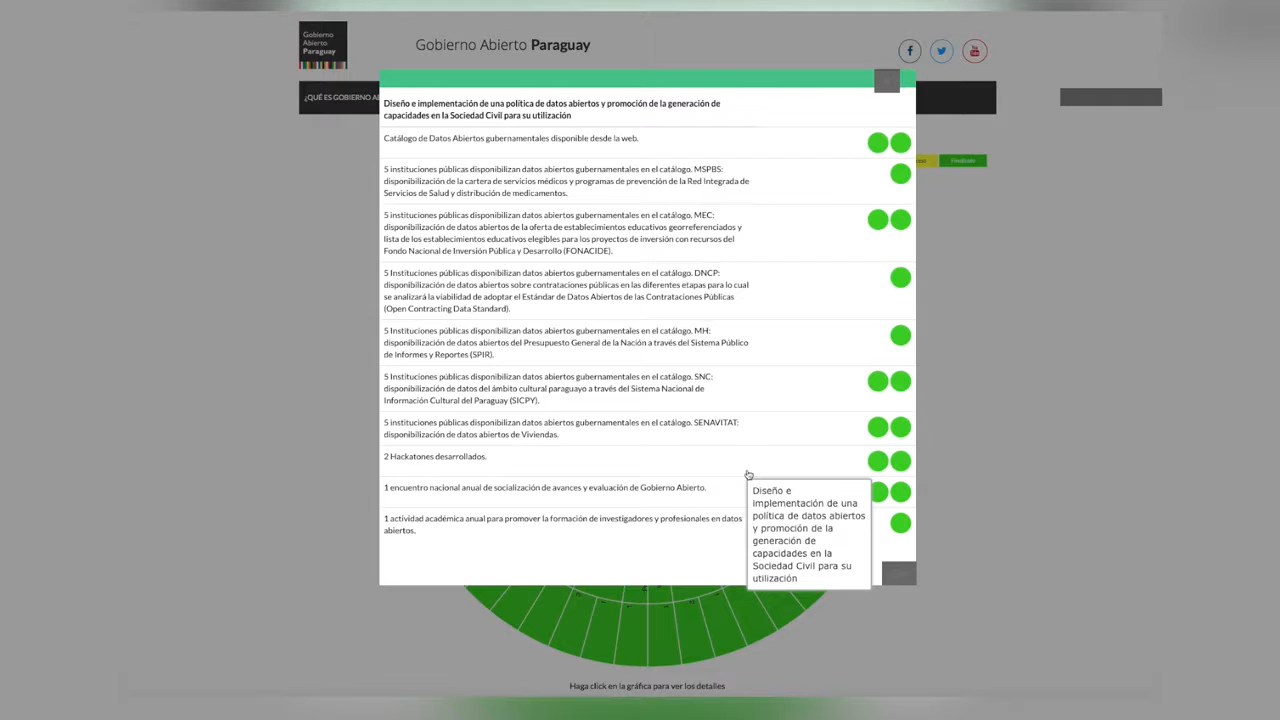 Gobierno
Abierto
Paraguay
Gobierno Abierto Paraguay
¿QUÉ ES GOBIERNO
Finalizado
Diseño e implementación de una política de datos abiertos y promoción de la generación de
capacidades en la Sociedad Civil para su utilización
Catálogo de Datos Abiertos gubernamentales disponible desde la web.
5 instituciones públicas disponibilizan datos abiertos gubernamentales en el catálogo. MSPBS:
disponibilización de la cartera de servicios médicos y programas de prevención de la Red Integrada de
Servicios de Salud y distribución de medicamentos.
5 instituciones públicas disponibilizan datos abiertos gubernamentales en el catálogo. MEC:
disponibilización de datos abiertos de la oferta de establecimientos educativos georreferenciados y
lista de los establecimientos educativos elegibles para los proyectos de inversión con recursos del
Fondo Nacional de Inversión Pública y Desarrollo (FONACIDE).
5 Instituciones públicas disponibilizan datos abiertos gubernamentales en el catálogo. DNCP:
disponibilización de datos abiertos sobre contrataciones públicas en las diferentes etapas para lo cual
se analizará la viabilidad de adoptar el Estándar de Datos Abiertos de las Contrataciones Públicas
(Open Contracting Data Standard).
5 Instituciones públicas disponibilizan datos abiertos gubernamentales en el catálogo. MH:
disponibilización de datos abiertos del Presupuesto General de la Nación a través del Sistema Público
de Informes y Reportes (SPIR).
5 Instituciones públicas disponibilizan datos abiertos gubernamentales en el catálogo. SNC:
disponibilización de datos del ámbito cultural paraguayo a través del Sistema Nacional de
Información Cultural del Paraguay (SICPY).
5 instituciones públicas disponibilizan datos abiertos gubernamentales en el catálogo. SENAVITAT:
disponibilización de datos abiertos de Viviendas.
2 Hackatones desarrollados.
1 encuentro nacional anual de socialización de avances y evaluación de Gobierno Abierto.
1 actividad académica anual para promover la formación de investigadores y profesionales en datos
abiertos.
Diseño e
implementación de una
política de datos abiertos
y promoción de la
generación de
capacidades en la
Sociedad Civil para su
utilización
Haga click en la gráfica para ver los detalles